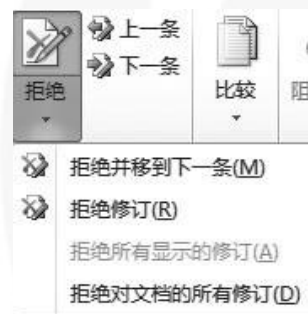 上一条
下一条
拒绝
比较
阻
拒绝并移到下一条(M)
拒绝修订(R)
拒绝所有显示的修订(A)
拒绝对文档的所有修订(D)